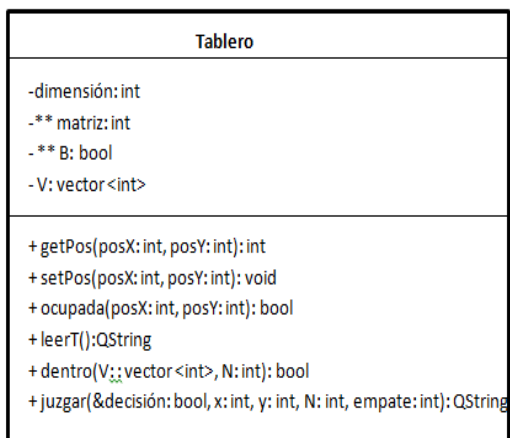 Tablero
-dimensión: int
-** matriz: int
- ** B: bool
- V: vector <int>
+ getPos(posX: int, posY: int): int
+ setPos(posX: int, posY: int): void
+ ocupada(posX: int, posY: int): bool
+ leerT():QString
+ dentro(V:: vector <int>, N: int): bool
+ juzgar(&decisión: bool, x: int, y: int, N: int, empate: int): QString